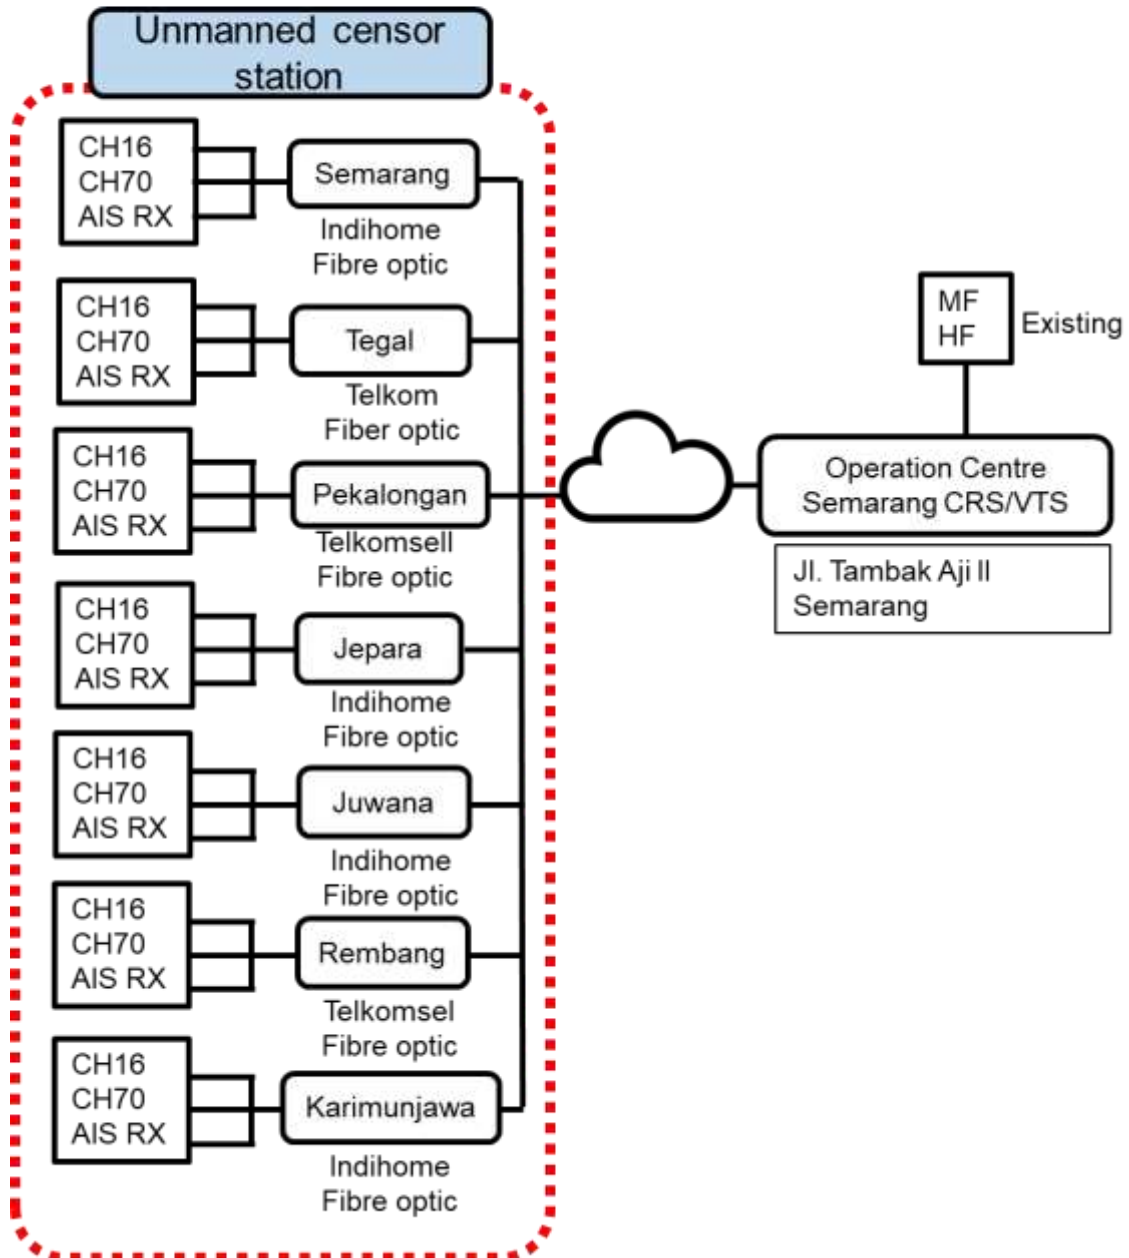 Unmanned censor
station
CH16
CH70
AIS RX
Semarang
Indihome
Fibre optic
CH16
CH70
AIS RX
Tegal
Telkom
Fiber optic
CH16
CH70
AIS RX
Pekalongan
Telkomsell
Fibre optic
CH16
CH70
AIS RX
Jepara
Indihome
Fibre optic
CH16
CH70
AIS RX
Juwana
Indihome
Fibre optic
CH16
CH70
AIS RX
Rembang
Telkomsel
Fibre optic
CH16
CH70
AIS RX
Karimunjawa
Indihome
Fibre optic
MF
HF
Existing
Operation Centre
Semarang CRS/VTS
Jl. Tambak Aji II
Semarang